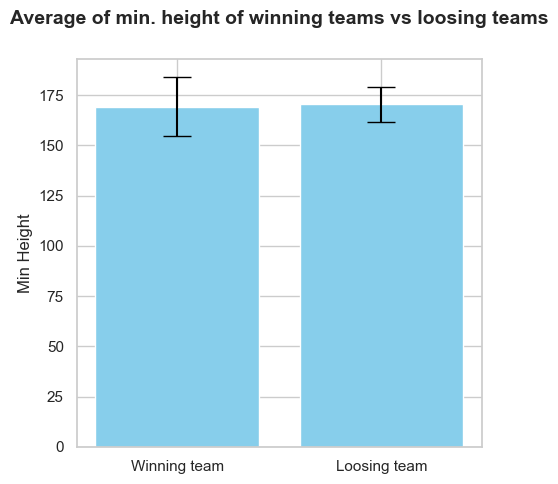 Average of min. height of winning teams vs loosing teams
Min Height
175
150
125
100
75
50
25
0
Winning team
Loosing team